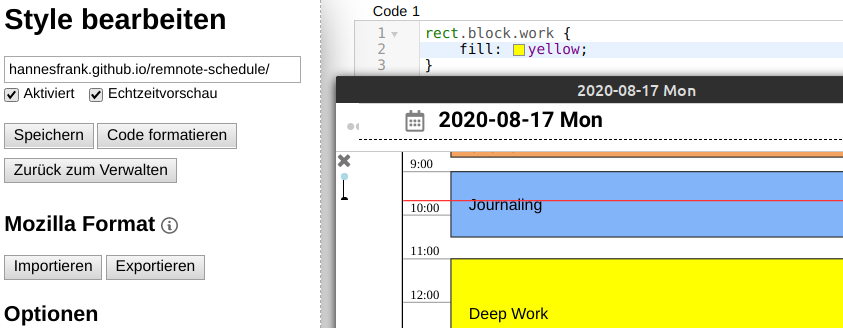 Style bearbeiten
hannesfrank.github.io/remnote-schedule/
Aktiviert Echtzeitvorschau
Speichern Code formatieren
Zurück zum Verwalten
Mozilla Format
Importieren Exportieren
Optionen
Code 1
1 rect.block.work {
2 fill: yellow;
3 }
2020-08-17 Mon
2020-08-17 Mon
9:00
Journaling
10:00
11:00
12:00
Deep Work